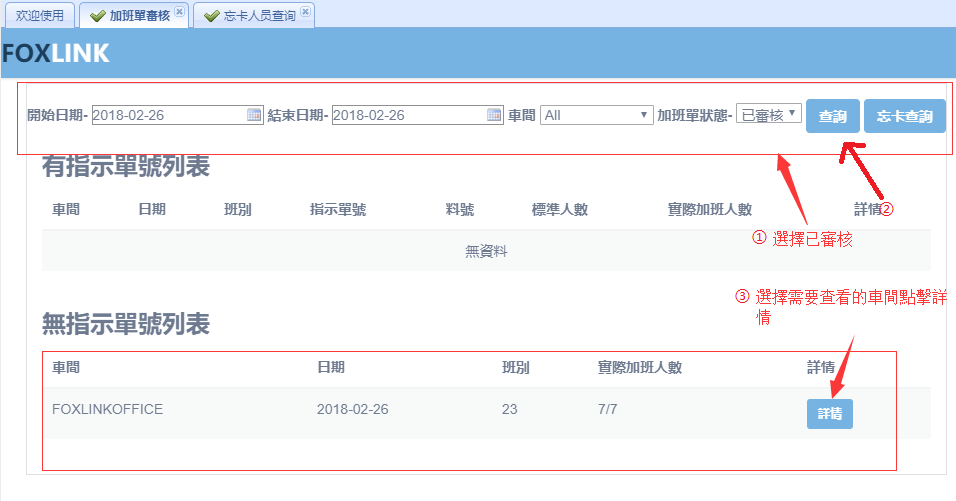 欢迎使用 加班單審核 忘卡人员查询
FOXLINK
開始日期- 2018-02-26 結束日期- 2018-02-26 車間 All 加班單狀態- 已審核 查詢 忘卡查詢
有指示單號列表
車間 日期 班別 指示單號 料號 標準人數 實際加班人數 詳情 ②
① 選擇已審核
無資料
③ 選擇需要查看的車間點擊詳
情
無指示單號列表
車間 日期 班別 實際加班人數 詳情
FOXLINKOFFICE 2018-02-26 23 7/7 詳情